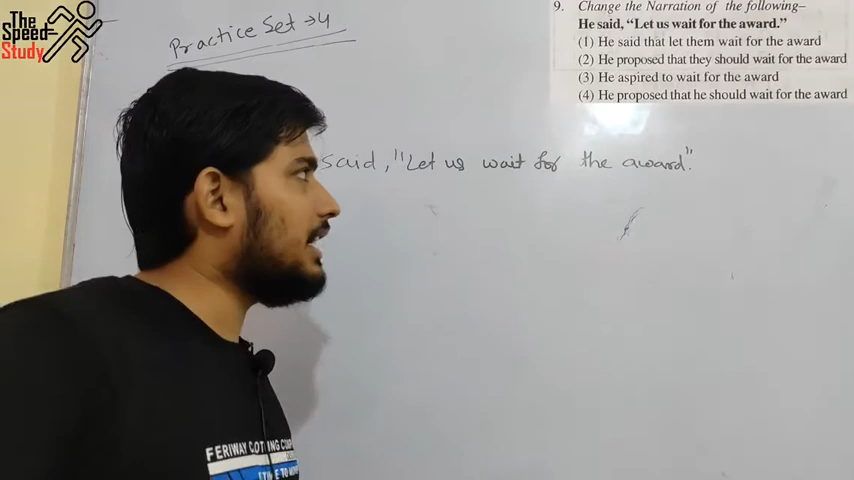 The
Speed-
Study
Practice Set → 4
9. Change the Narration of the following–
He said, “Let us wait for the award.”
(1) He said that let them wait for the award
(2) He proposed that they should wait for the award
(3) He aspired to wait for the award
(4) He proposed that he should wait for the award
said, "Let us wait for the award".
FERIWAY CLOTHING COMP